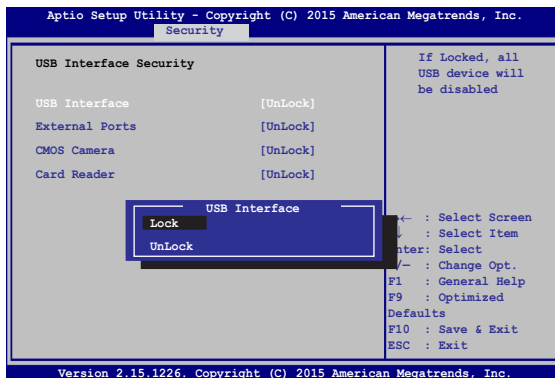 Aptio Setup Utility - Copyright (C) 2015 American Megatrends, Inc.
Security
USB Interface Security
USB Interface [UnLock]
External Ports [UnLock]
CMOS Camera [UnLock]
Card Reader [UnLock]
USB Interface
Lock
UnLock
If Locked, all
USB device will
be disabled
← : Select Screen
↓ : Select Item
nter: Select
/— : Change Opt.
F1 : General Help
F9 : Optimized
Defaults
F10 : Save & Exit
ESC : Exit
Version 2.15.1226. Copyright (C) 2015 American Megatrends, Inc.